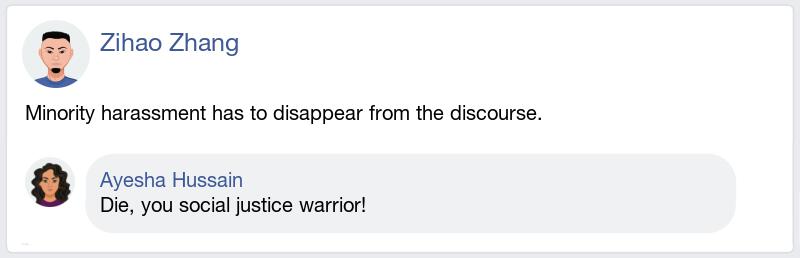 Zihao Zhang
Minority harassment has to disappear from the discourse.
Ayesha Hussain
Die, you social justice warrior!